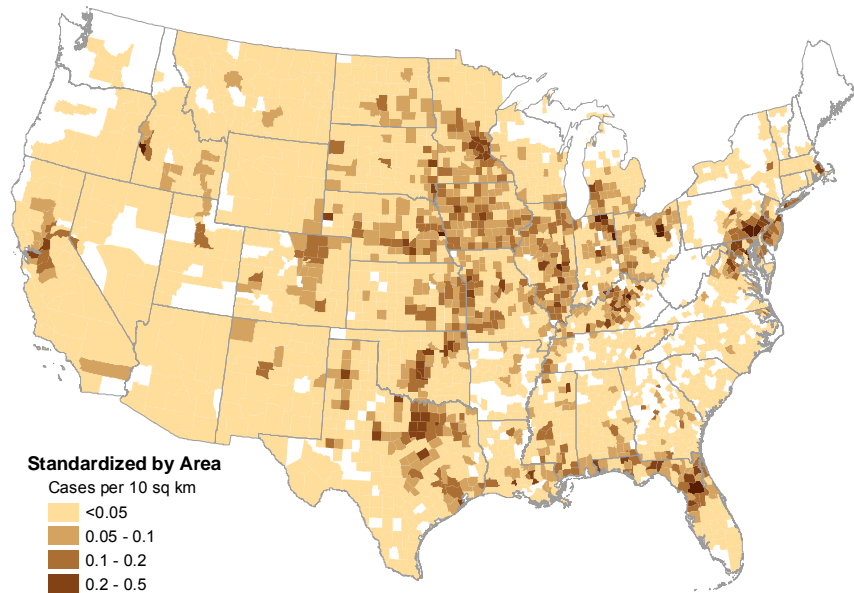 Standardized by Area
Cases per 10 sq km
<0.05
0.05 - 0.1
0.1 - 0.2
0.2 - 0.5